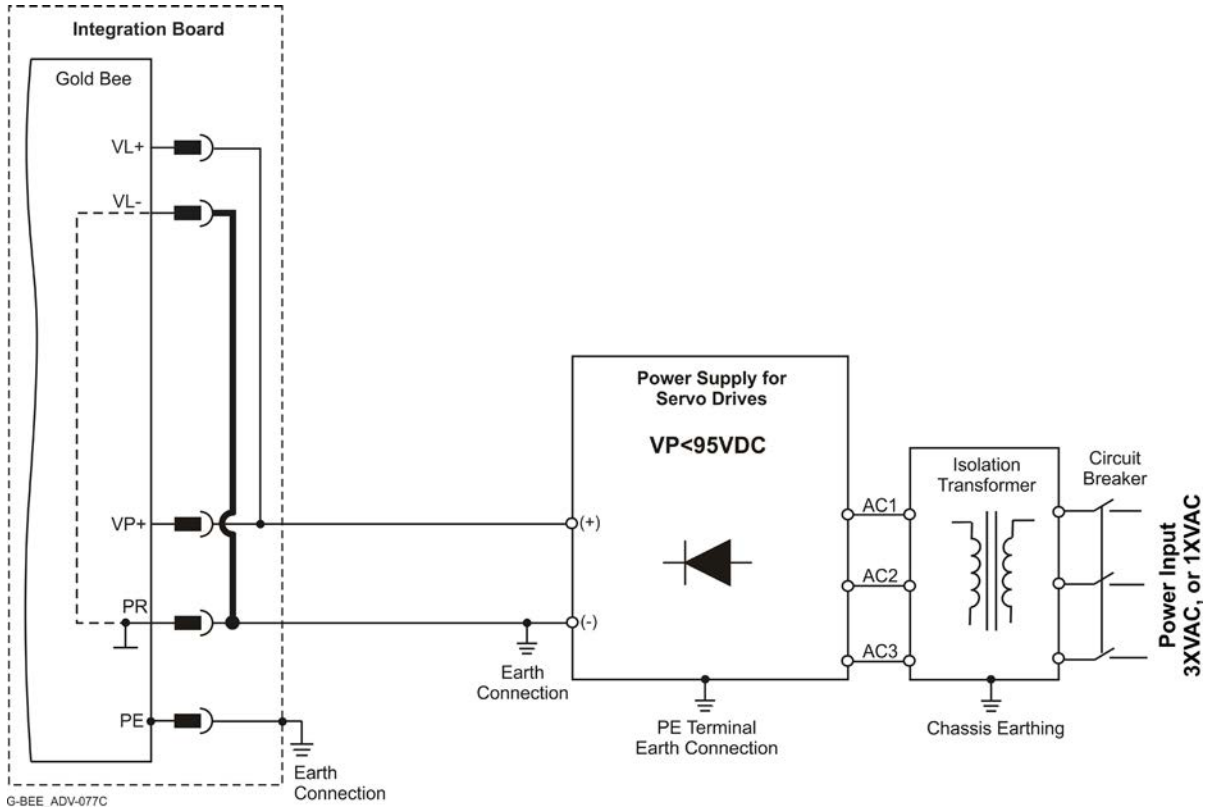 Integration Board
Gold Bee
VL+
VL-
VP+
PR
PE
Earth
Connection
G-BEE ADV-077C
(+)
(-)
Earth
Connection
Power Supply for
Servo Drives
VP<95VDC
PE Terminal
Earth Connection
AC1
AC2
AC3
Isolation
Transformer
Chassis Earthing
Circuit
Breaker
Power Input
3XVAC, or 1XVAC